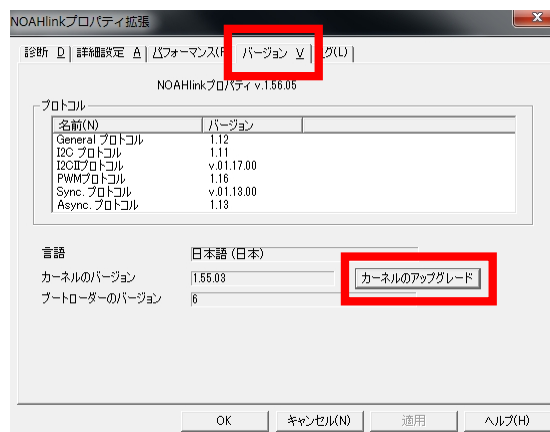 NOAHlinkプロパティ拡張
診断 D 詳細設定 A パフォーマンス(F バージョン V グ(L)
NOAHlinkプロパティ v.1.56.05
プロトコル
名前(N) バージョン
General プロトコル 1.12
I2C プロトコル 1.11
I2CIIプロトコル v.01.17.00
PWMプロトコル 1.16
Sync. プロトコル v.01.13.00
Async. プロトコル 1.13
言語 日本語 (日本)
カーネルのバージョン 1.55.03 カーネルのアップグレード
ブートローダーのバージョン 6
OK キャンセル(N) 適用 ヘルプ(H)